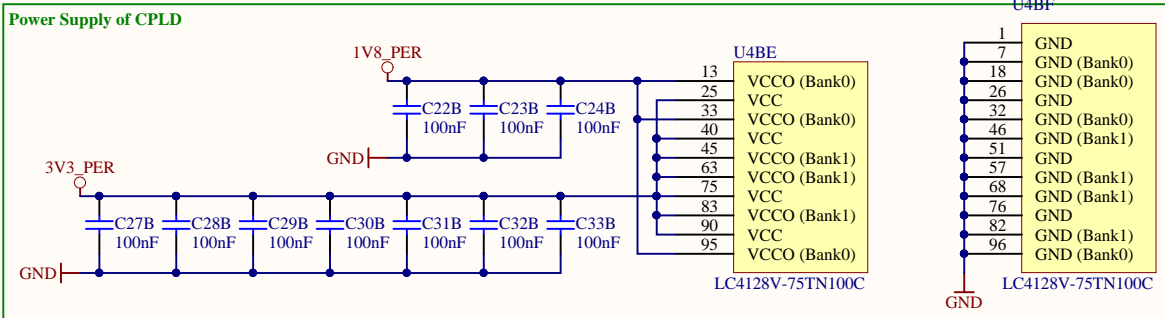 Power Supply of CPLD
1V8_PER
C22B
100nF
C23B
100nF
C24B
100nF
GND
3V3_PER
C27B
100nF
C28B
100nF
C29B
100nF
C30B
100nF
C31B
100nF
C32B
100nF
C33B
100nF
GND
U4BE
13 VCCO (Bank0)
25 VCC
33 VCCO (Bank0)
40 VCC
45 VCCO (Bank1)
63 VCCO (Bank1)
75 VCC
83 VCCO (Bank1)
90 VCC
95 VCCO (Bank0)
LC4128V-75TN100C
U4BF
1 GND
7 GND (Bank0)
18 GND (Bank0)
26 GND
32 GND (Bank0)
46 GND (Bank1)
51 GND
57 GND (Bank1)
68 GND (Bank1)
76 GND
82 GND (Bank1)
96 GND (Bank0)
LC4128V-75TN100C
GND